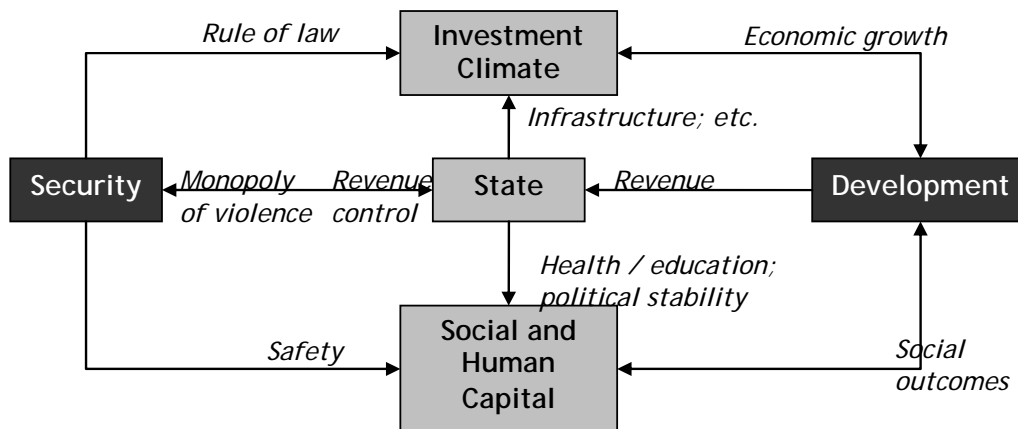 Rule of law
Investment
Climate
Economic growth
Infrastructure; etc.
Security
Monopoly
of violence
Revenue
control
State
Revenue
Development
Health / education;
political stability
Safety
Social and
Human
Capital
Social
outcomes